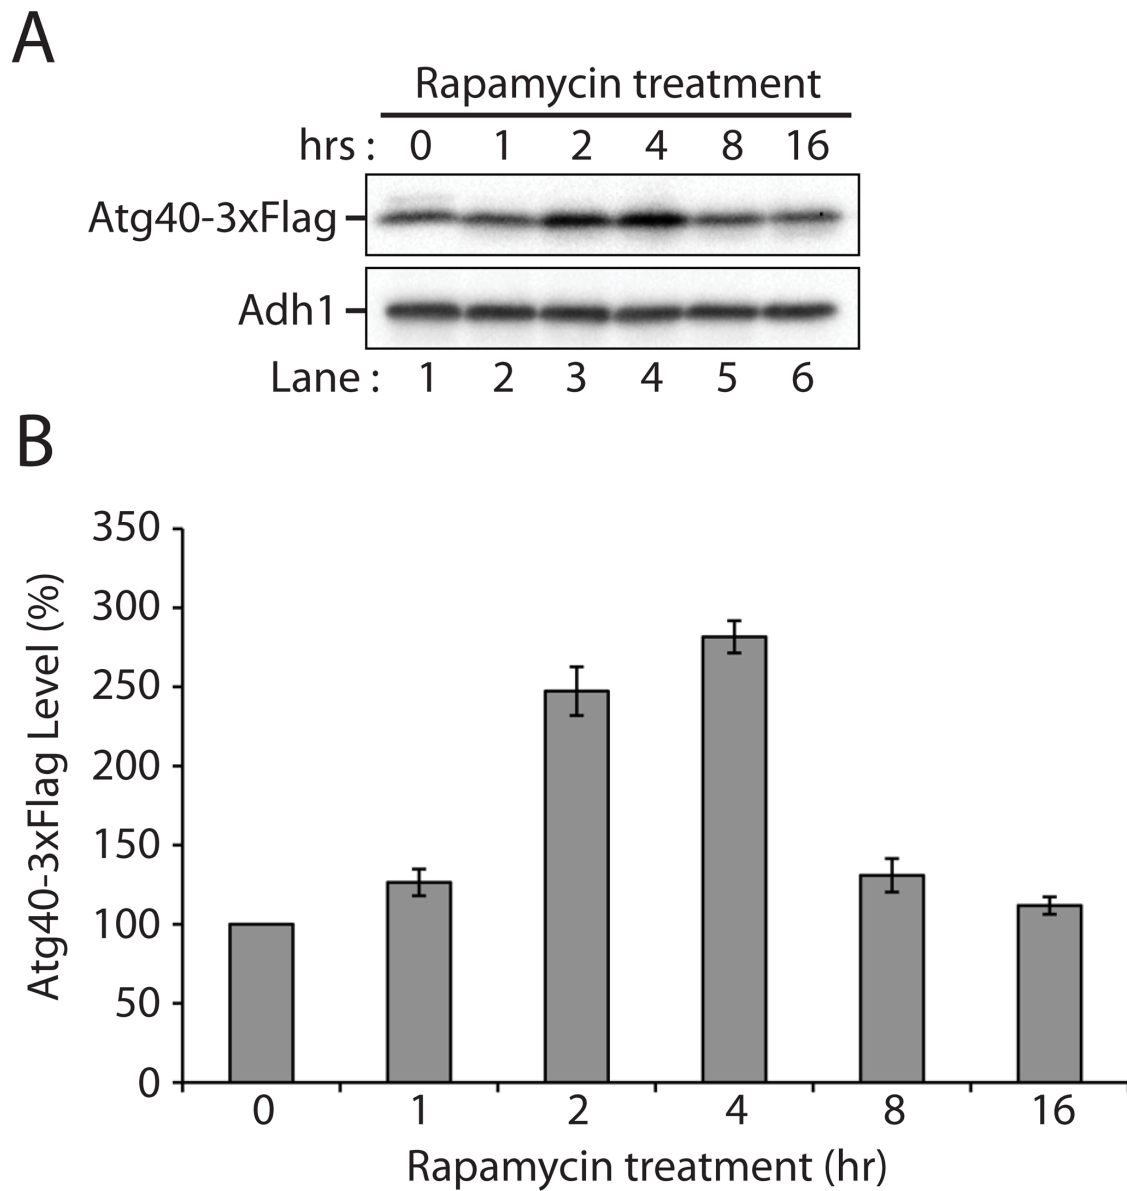 A
Rapamycin treatment
hrs : 0 1 2 4 8 16
Atg40-3xFlag
Adh1
Lane : 1 2 3 4 5 6
B
Atg40-3xFlag Level (%)
350
300
250
200
150
100
50
0
0 1 2 4 8 16
Rapamycin treatment (hr)